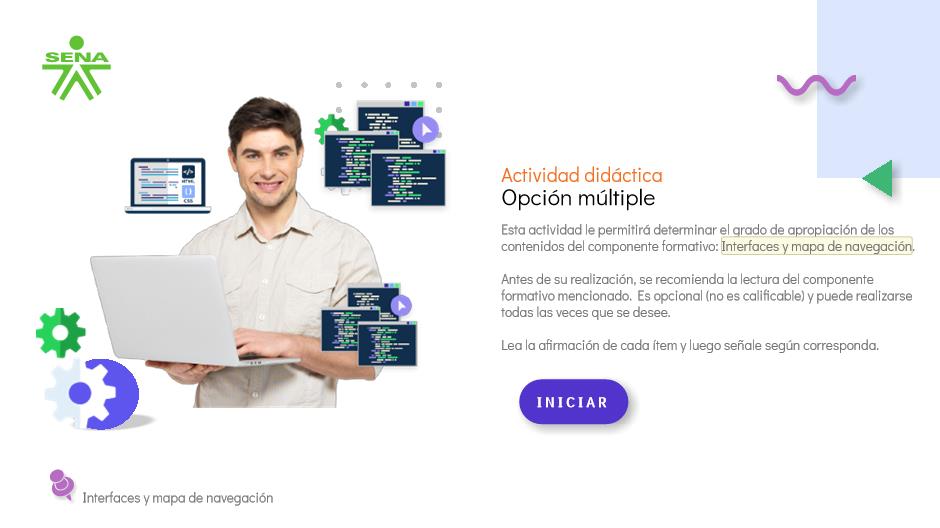 SENA
HTML
CSS
Actividad didáctica
Opción múltiple
Esta actividad le permitirá determinar el grado de apropiación de los
contenidos del componente formativo: Interfaces y mapa de navegación.
Antes de su realización, se recomienda la lectura del componente
formativo mencionado. Es opcional (no es calificable) y puede realizarse
todas las veces que se desee.
Lea la afirmación de cada ítem y luego señale según corresponda.
INICIAR
Interfaces y mapa de navegación